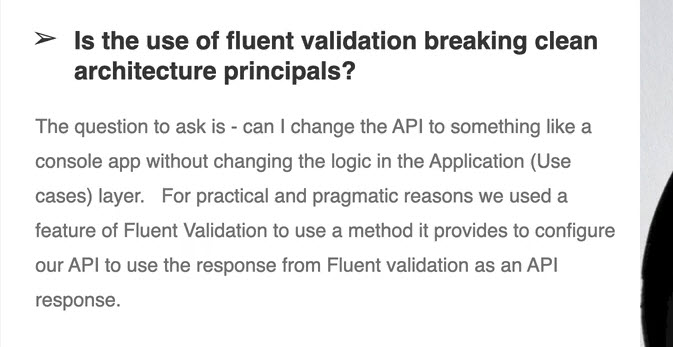 ➢ Is the use of fluent validation breaking clean
architecture principals?
The question to ask is - can I change the API to something like a
console app without changing the logic in the Application (Use
cases) layer.   For practical and pragmatic reasons we used a
feature of Fluent Validation to use a method it provides to configure
our API to use the response from Fluent validation as an API
response.